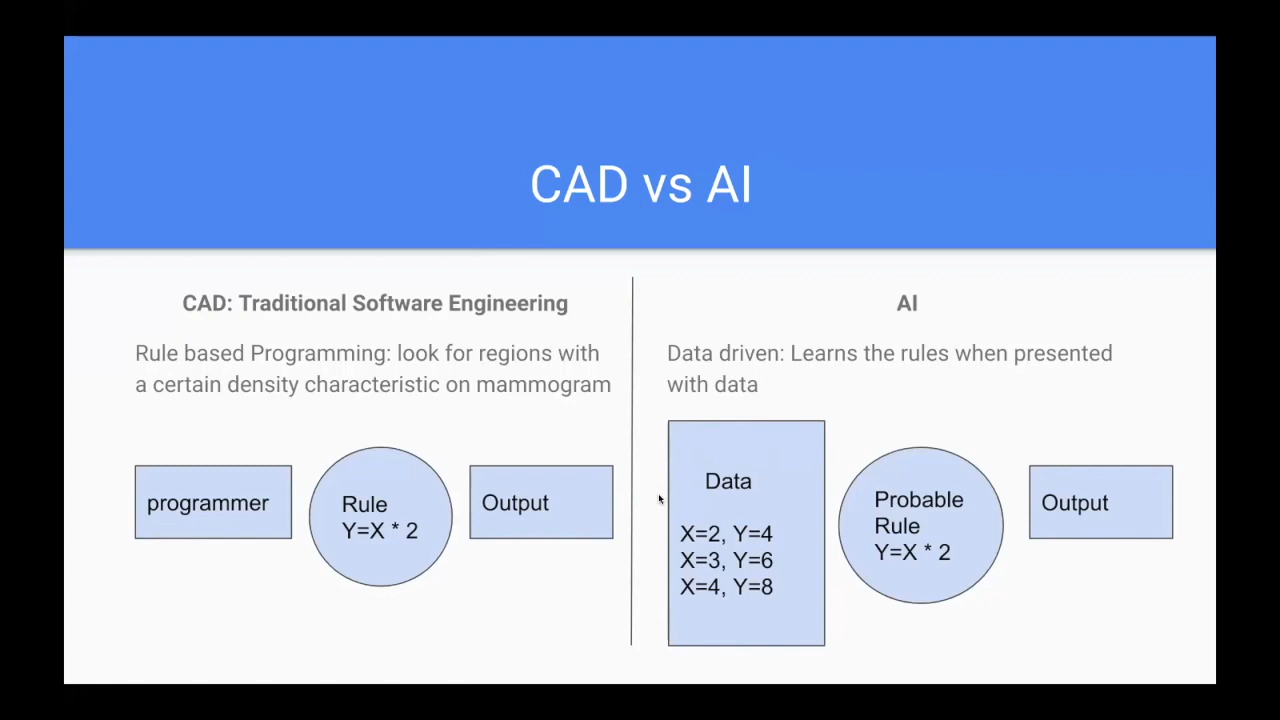 CAD vs AI
CAD: Traditional Software Engineering
Rule based Programming: look for regions with
a certain density characteristic on mammogram
programmer
Rule
Y=X * 2
Output
AI
Data driven: Learns the rules when presented
with data
Data
X=2, Y=4
X=3, Y=6
X=4, Y=8
Probable
Rule
Y=X * 2
Output